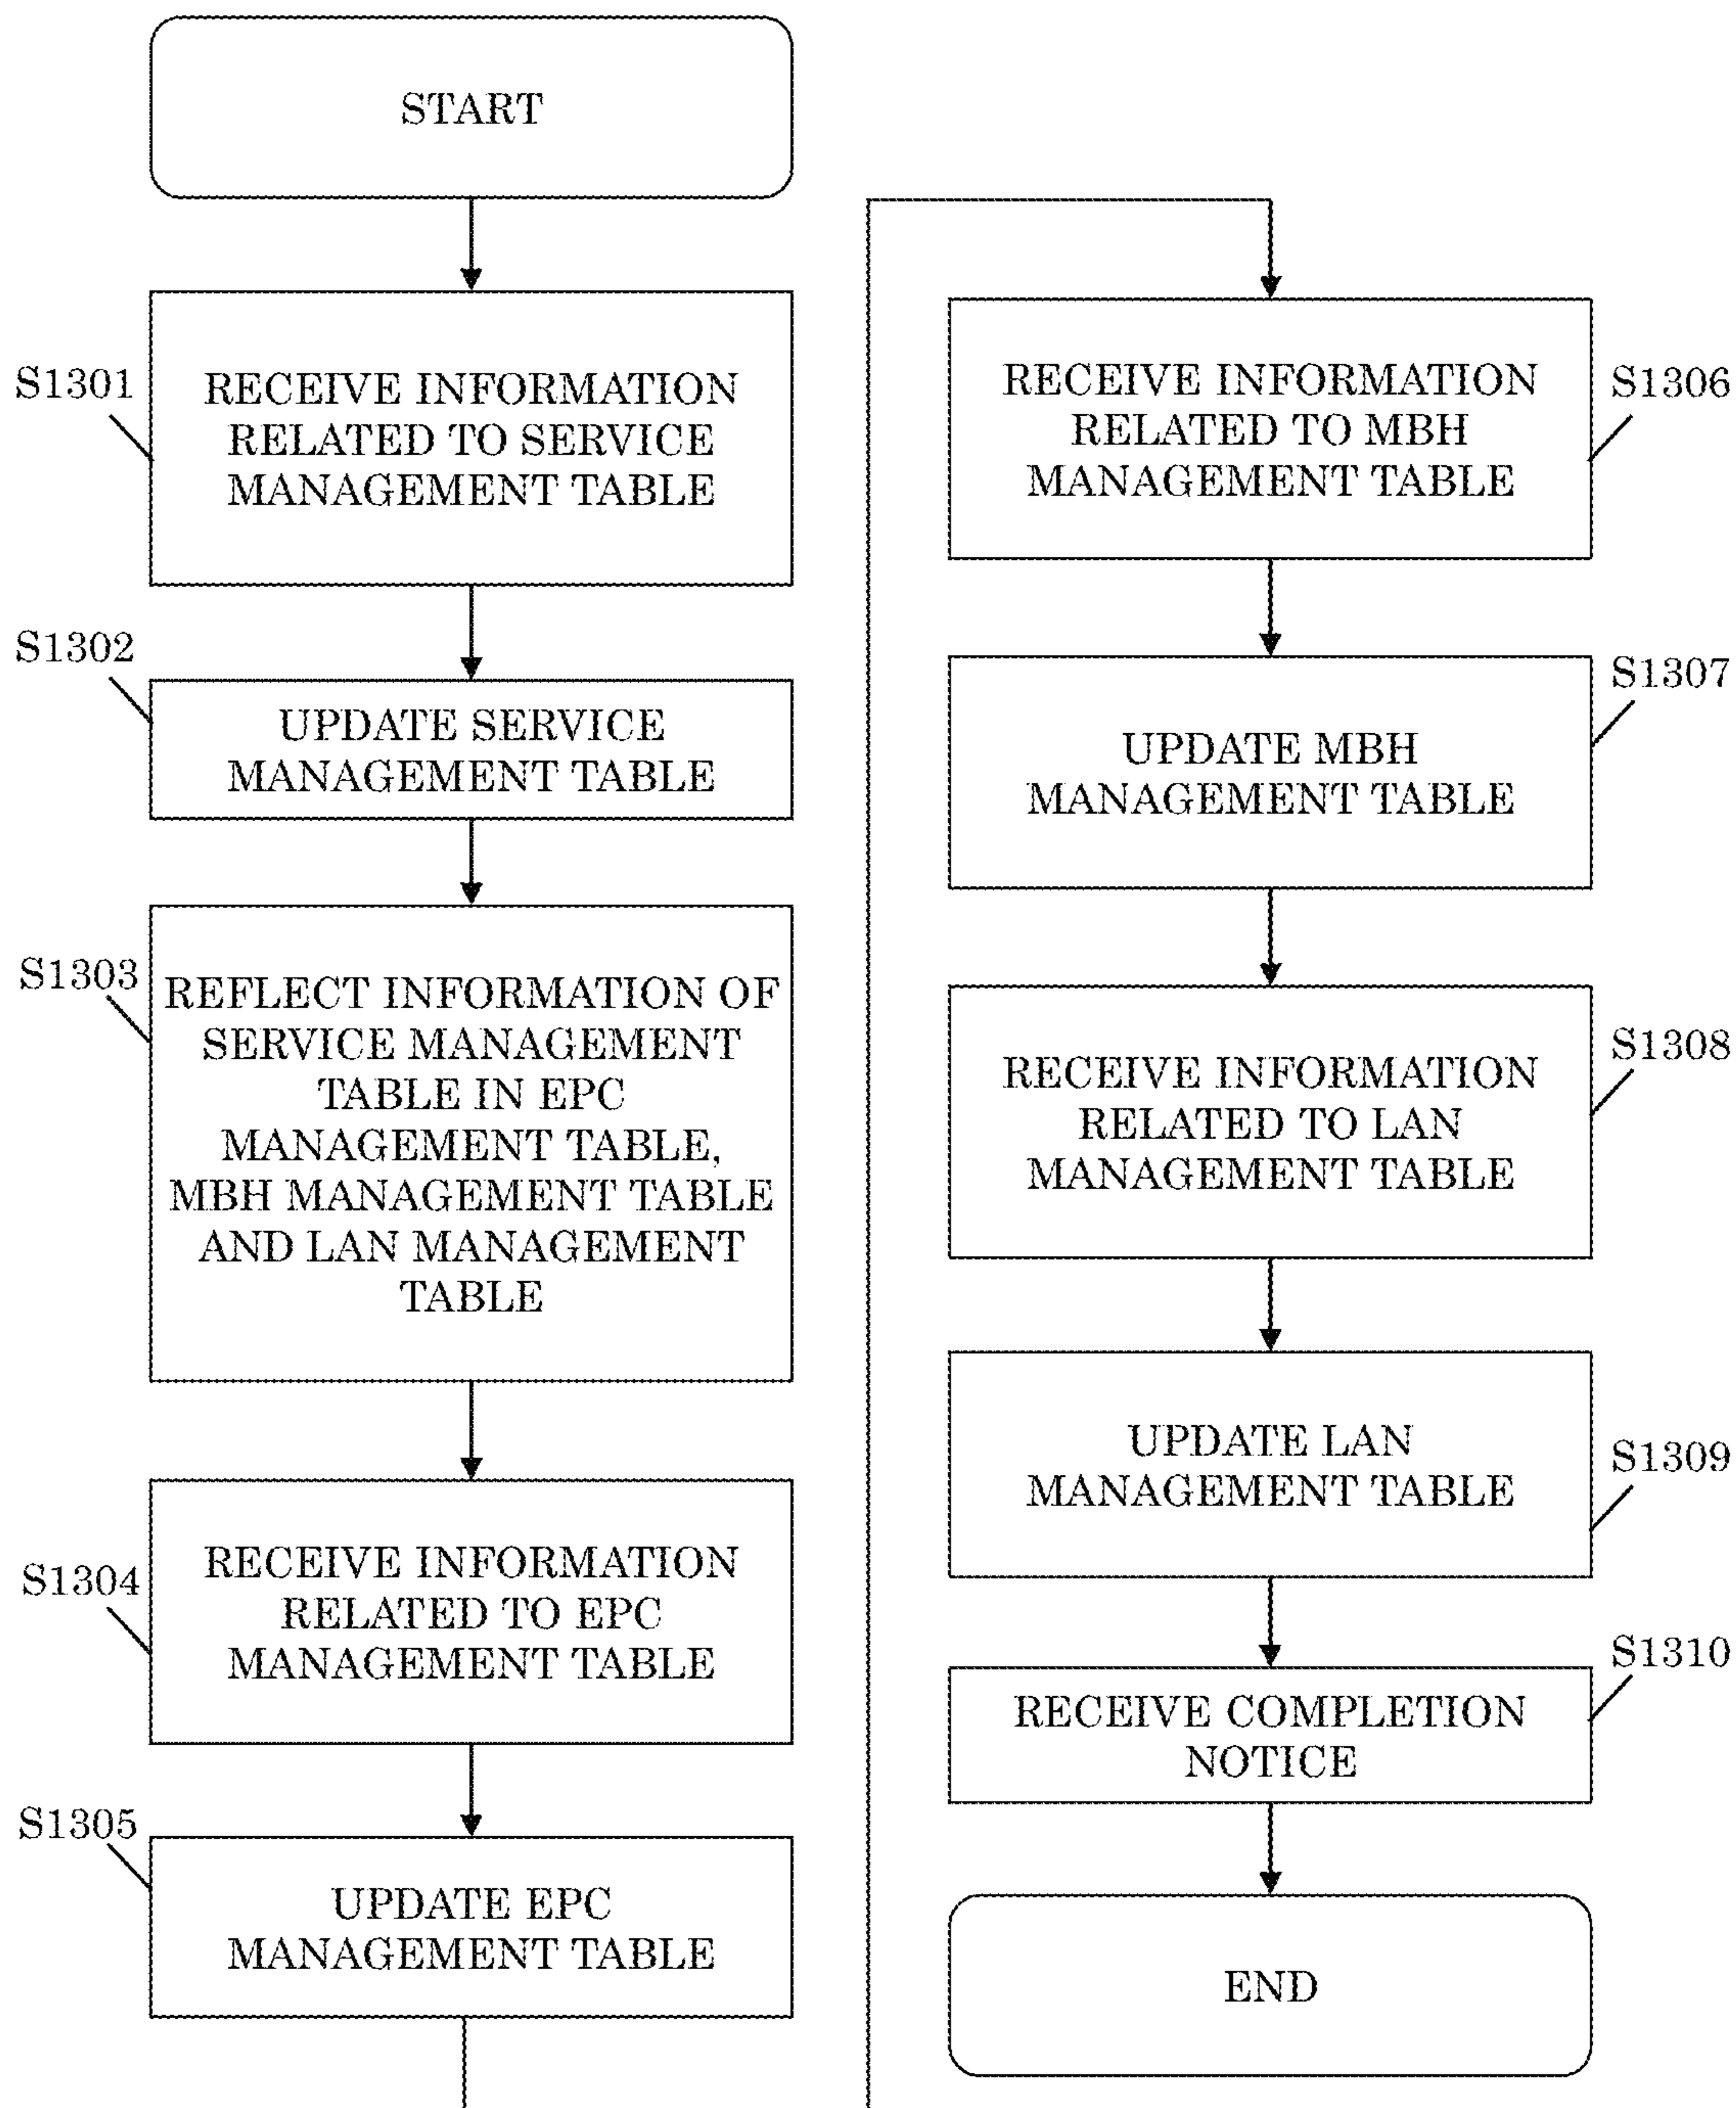 START
S1301
RECEIVE INFORMATION
RELATED TO SERVICE
MANAGEMENT TABLE
S1302
UPDATE SERVICE
MANAGEMENT TABLE
S1303
REFLECT INFORMATION OF
SERVICE MANAGEMENT
TABLE IN EPC
MANAGEMENT TABLE,
MBH MANAGEMENT TABLE
AND LAN MANAGEMENT
TABLE
S1304
RECEIVE INFORMATION
RELATED TO EPC
MANAGEMENT TABLE
S1305
UPDATE EPC
MANAGEMENT TABLE
RECEIVE INFORMATION
RELATED TO MBH
MANAGEMENT TABLE
S1306
UPDATE MBH
MANAGEMENT TABLE
S1307
RECEIVE INFORMATION
RELATED TO LAN
MANAGEMENT TABLE
S1308
UPDATE LAN
MANAGEMENT TABLE
S1309
RECEIVE COMPLETION
NOTICE
S1310
END